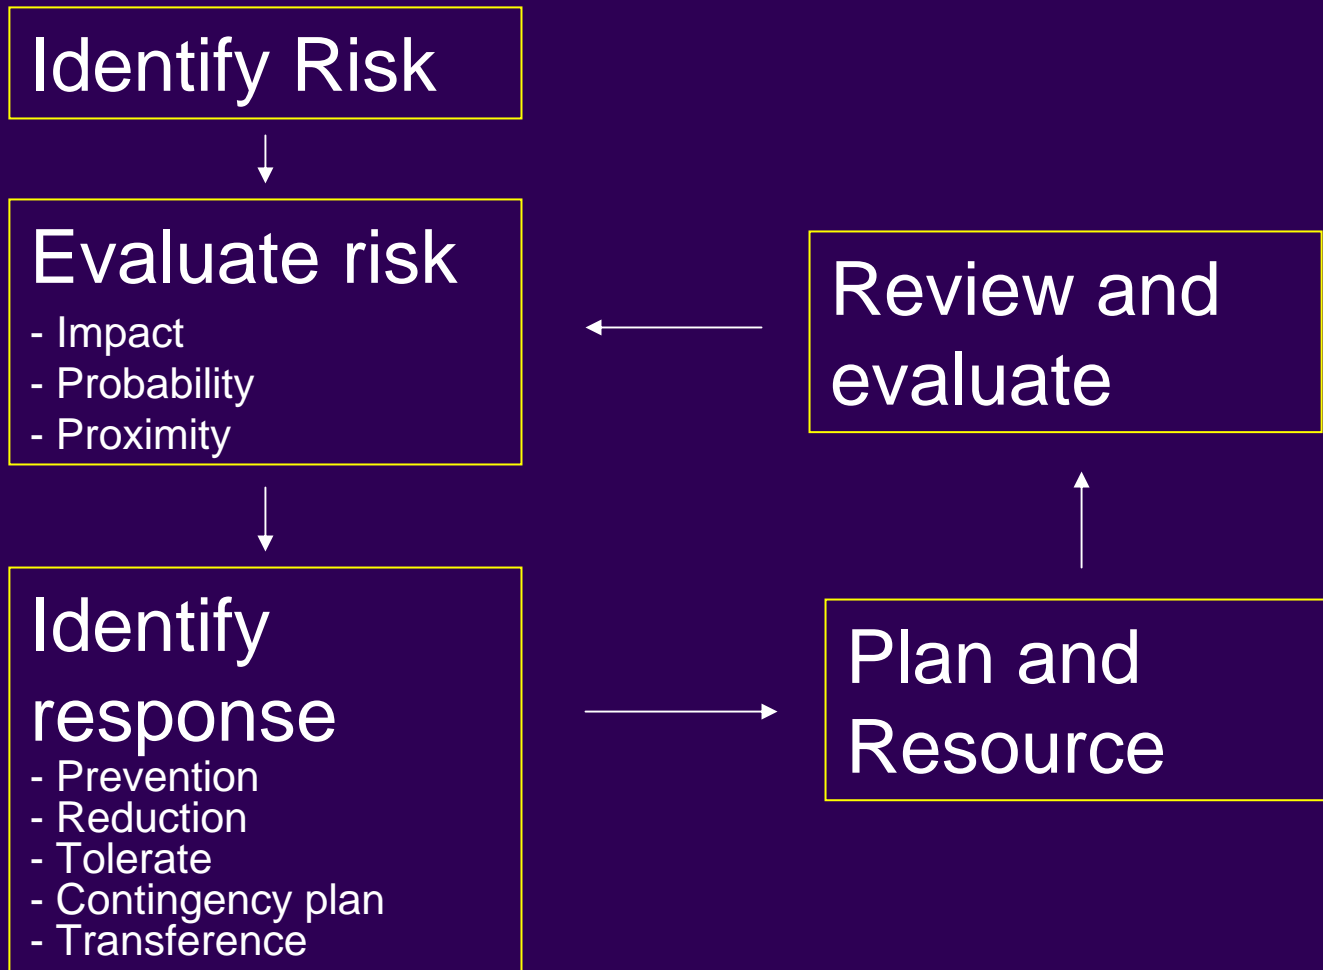 Identify Risk
Evaluate risk
- Impact
- Probability
- Proximity
Identify
response
- Prevention
- Reduction
- Tolerate
- Contingency plan
- Transference
Review and
evaluate
Plan and
Resource